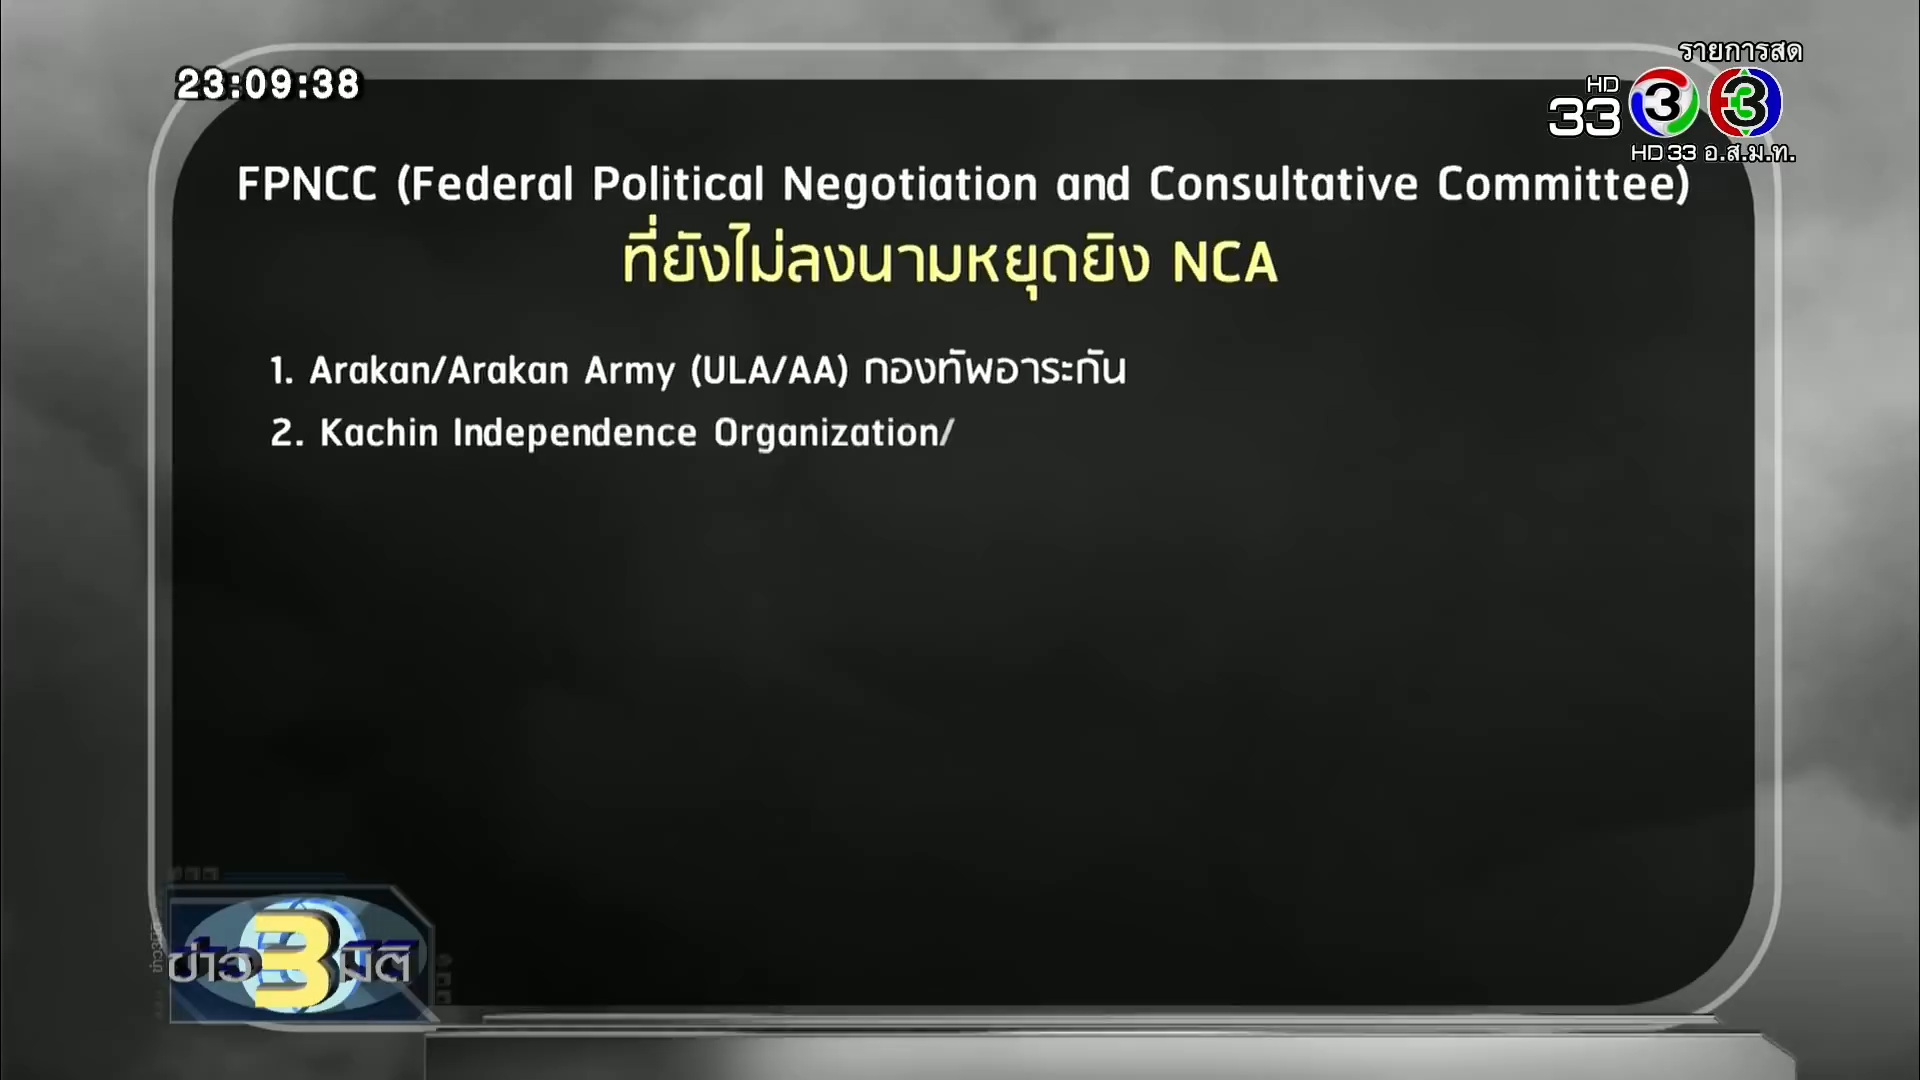 รายการสด
23:09:38
HD
33
3
3
HD 33 อ.ส.ม.ท.
FPNCC (Federal Political Negotiation and Consultative Committee)
ที่ยังไม่ลงนามหยุดยิง NCA
1. Arakan/Arakan Army (ULA/AA) กองทัพอาระกัน
2. Kachin Independence Organization/
ข่าว 3 มิติ